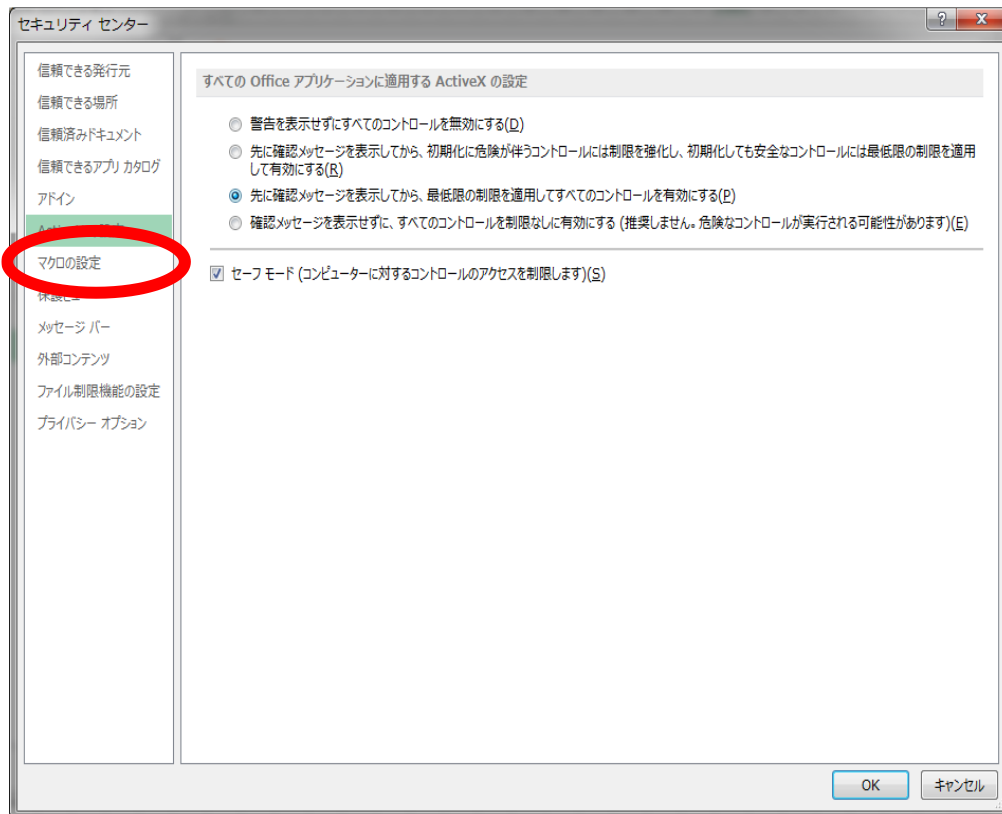 セキュリティ センター
信頼できる発行元
信頼できる場所
信頼済みドキュメント
信頼できるアプリ カタログ
アドイン
マクロの設定
メッセージ バー
外部コンテンツ
ファイル制限機能の設定
プライバシー オプション
すべての Office アプリケーションに適用する ActiveX の設定
警告を表示せずにすべてのコントロールを無効にする(D)
先に確認メッセージを表示してから、初期化に危険が伴うコントロールには制限を強化し、初期化しても安全なコントロールには最低限の制限を適用
して有効にする(R)
先に確認メッセージを表示してから、最低限の制限を適用してすべてのコントロールを有効にする(P)
確認メッセージを表示せずに、すべてのコントロールを制限なしに有効にする (推奨しません。危険なコントロールが実行される可能性があります)(E)
セーフ モード (コンピューターに対するコントロールのアクセスを制限します)(S)
OK
キャンセル